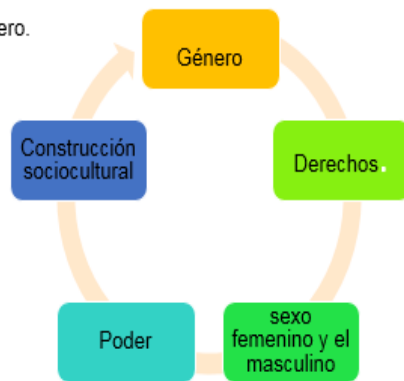 ero.
Género
Derechos.
sexo
femenino y el
masculino
Poder
Construcción
sociocultural